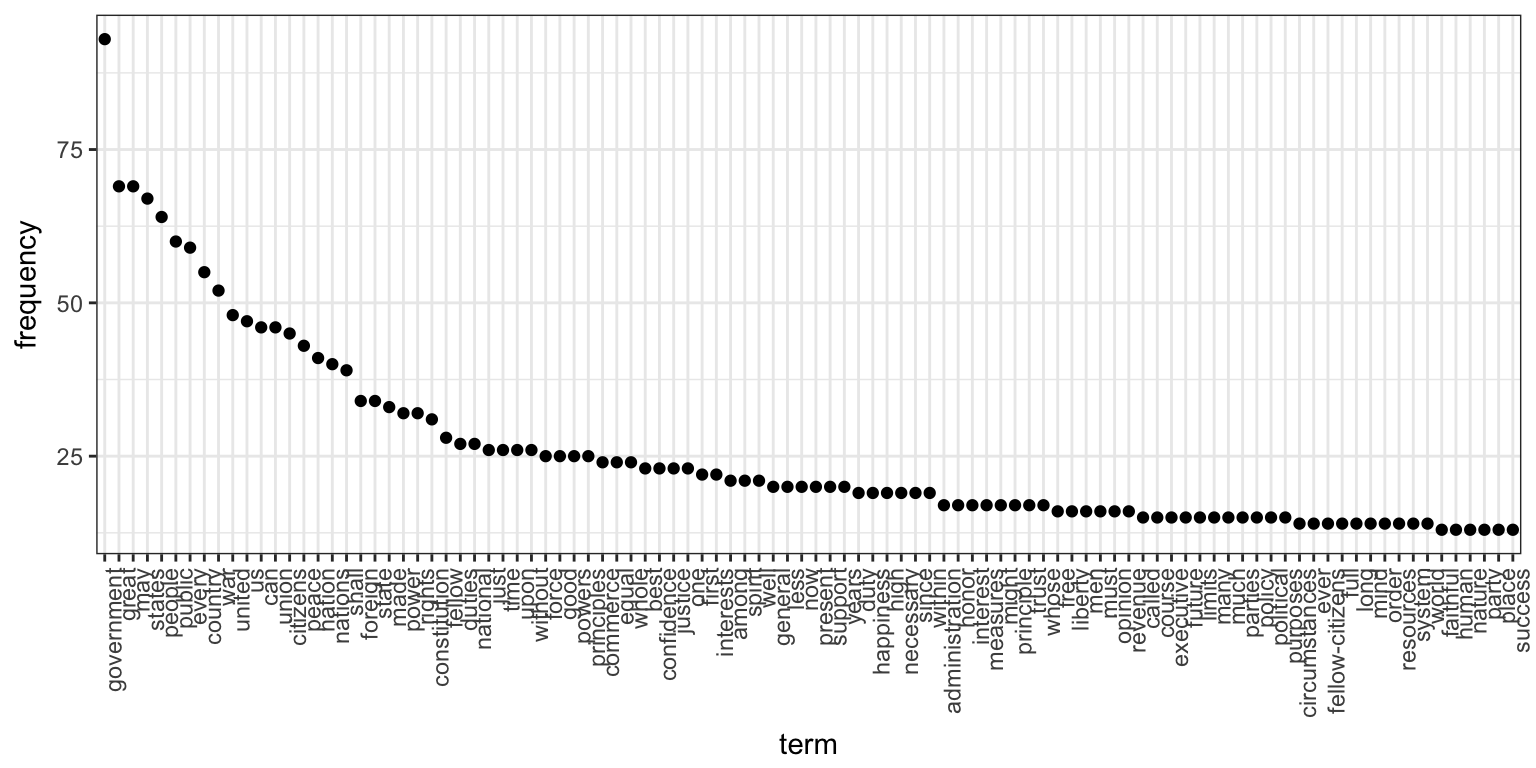 75
50
25
frequency
government
great
may
states
people
public
every
country
war
united
us
can
union
citizens
peace
nation
nations
shall
foreign
state
made
power
rights
constitution
fellow
duties
national
just
time
upon
without
force
good
powers
principles
commerce
equal
whole
best
confidence
justice
one
first
interests
among
spirit
well
general
less
now
present
support
years
duty
happiness
high
necessary
since
within
administration
honor
interest
measures
might
principle
trust
whose
free
liberty
men
must
opinion
revenue
called
course
executive
future
limits
many
much
parties
policy
political
purposes
circumstances
ever
fellow-citizens
full
long
mind
order
resources
system
world
faithful
human
nature
party
place
success
term